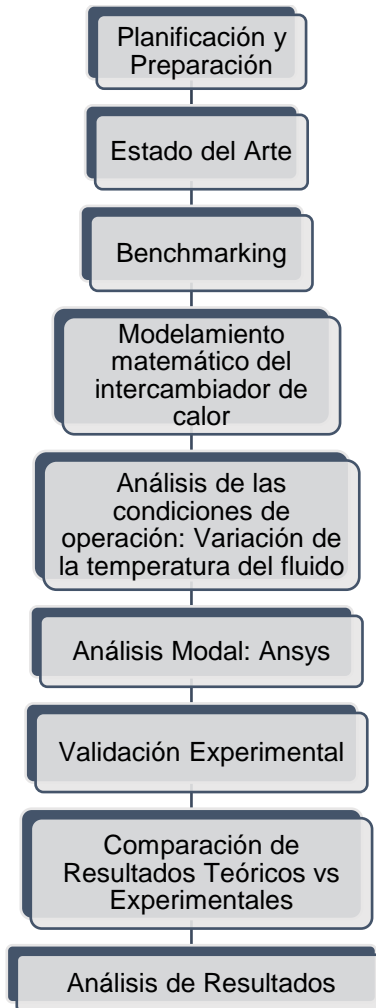 Planificación y
Preparación
Estado del Arte
Benchmarking
Modelamiento
matemático del
intercambiador de
calor
Análisis de las
condiciones de
operación: Variación de
la temperatura del fluido
Análisis Modal: Ansys
Validación Experimental
Comparación de
Resultados Teóricos vs
Experimentales
Análisis de Resultados